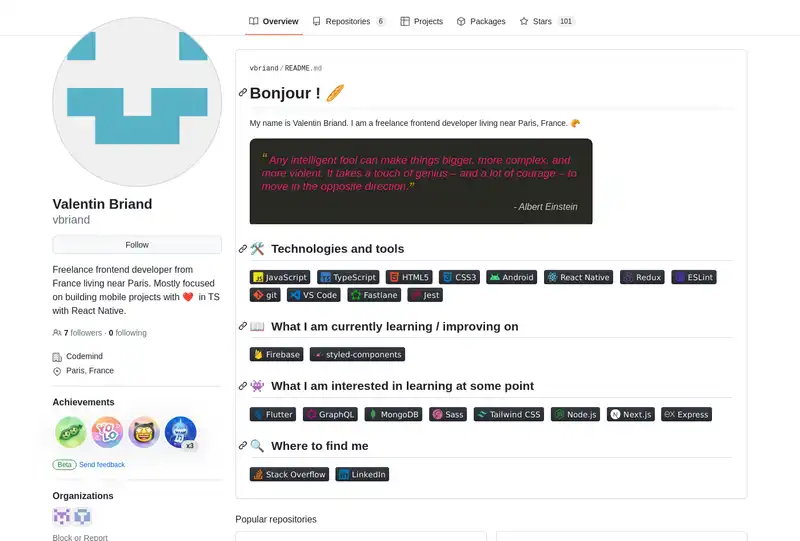 Overview Repositories 6 Projects Packages Stars 101
vbriand/README.md
Bonjour !
My name is Valentin Briand. I am a freelance frontend developer living near Paris, France.
“Any intelligent fool can make things bigger, more complex, and
more violent. It takes a touch of genius – and a lot of courage – to
move in the opposite direction.”
- Albert Einstein
Technologies and tools
JavaScript TypeScript HTML5 CSS3 Android React Native Redux ESLint
git VS Code Fastlane Jest
What I am currently learning / improving on
Firebase styled-components
What I am interested in learning at some point
Flutter GraphQL MongoDB Sass Tailwind CSS Node.js Next.js Express
Where to find me
Stack Overflow LinkedIn
Popular repositories
Valentin Briand
vbriand
Follow
Freelance frontend developer from
France living near Paris. Mostly focused
on building mobile projects with ❤️ in TS
with React Native.
7 followers · 0 following
Codemind
Paris, France
Achievements
YOLO
x3
Beta Send feedback
Organizations
Block or Report